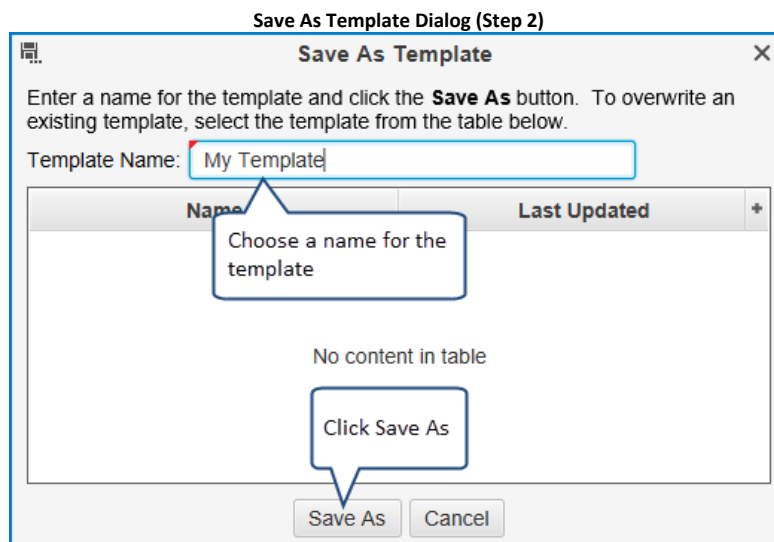 Save As Template Dialog (Step 2)
Save As Template
Enter a name for the template and click the Save As button. To overwrite an
existing template, select the template from the table below.
Template Name: My Template
Name Last Updated +
Choose a name for the
template
No content in table
Click Save As
Save As Cancel